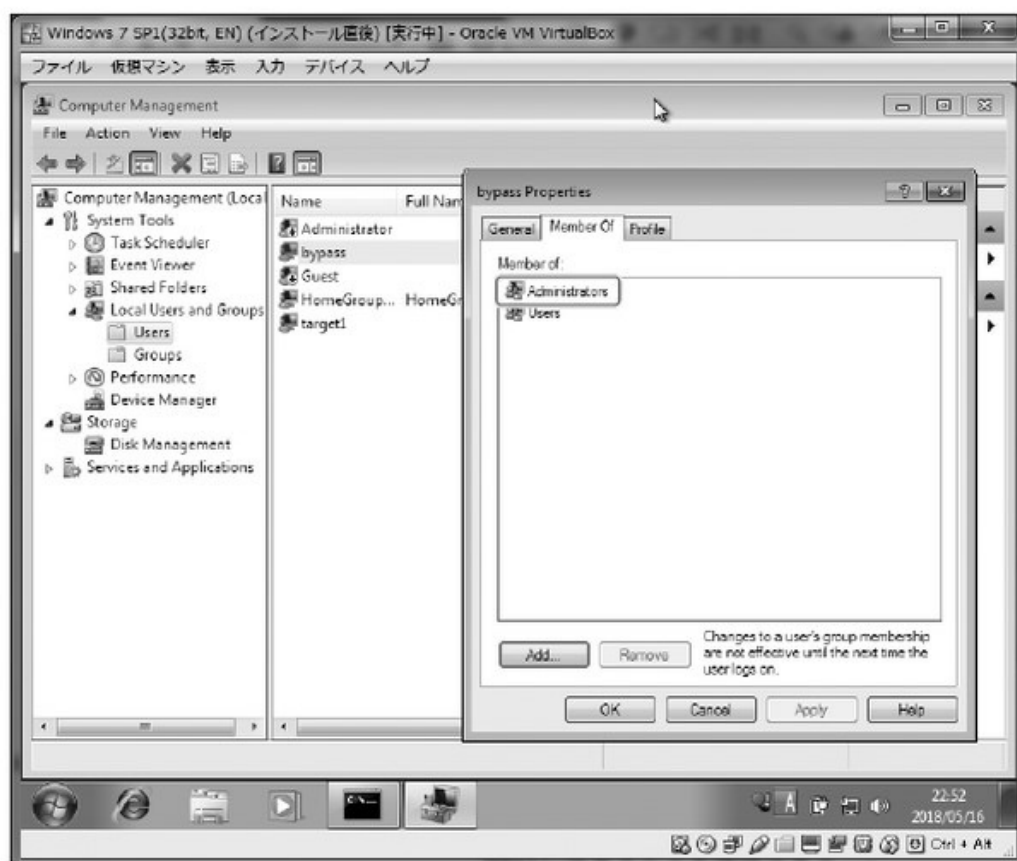 Windows 7 SP1(32bit, EN) (インストール直後) [実行中] - Oracle VM VirtualBox
ファイル 仮想マシン 表示 入力 デバイス ヘルプ
Computer Management
File Action View Help
Computer Management (Local
System Tools
Task Scheduler
Event Viewer
Shared Folders
Local Users and Groups
Users
Groups
Performance
Device Manager
Storage
Disk Management
Services and Applications
Name Full Nam
Administrator
bypass
Guest
HomeGroup... HomeGr
target1
bypass Properties
General Member Of Profile
Member of:
Administrators
Users
Add... Remove
Changes to a user's group membership
are not effective until the next time the
user logs on.
OK Cancel Apply Help
A
22:52
2018/05/16
Ctrl + Alt